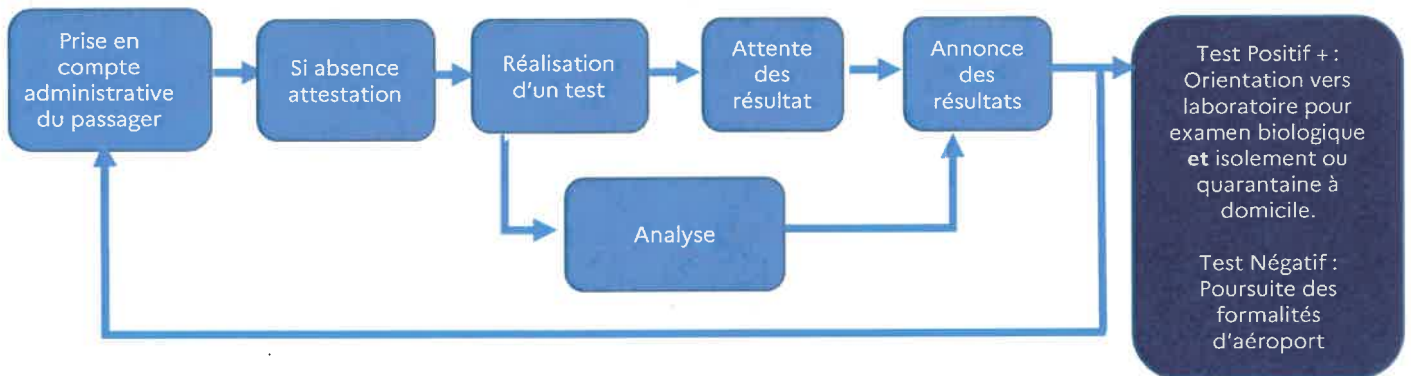 Prise en
compte
administrative
du passager
Si absence
attestation
Réalisation
d'un test
Attente
des
résultat
Annonce
des
résultats
Analyse
Test Positif + :
Orientation vers
laboratoire pour
examen biologique
et isolement ou
quarantaine à
domicile.
Test Négatif :
Poursuite des
formalités
d'aéroport